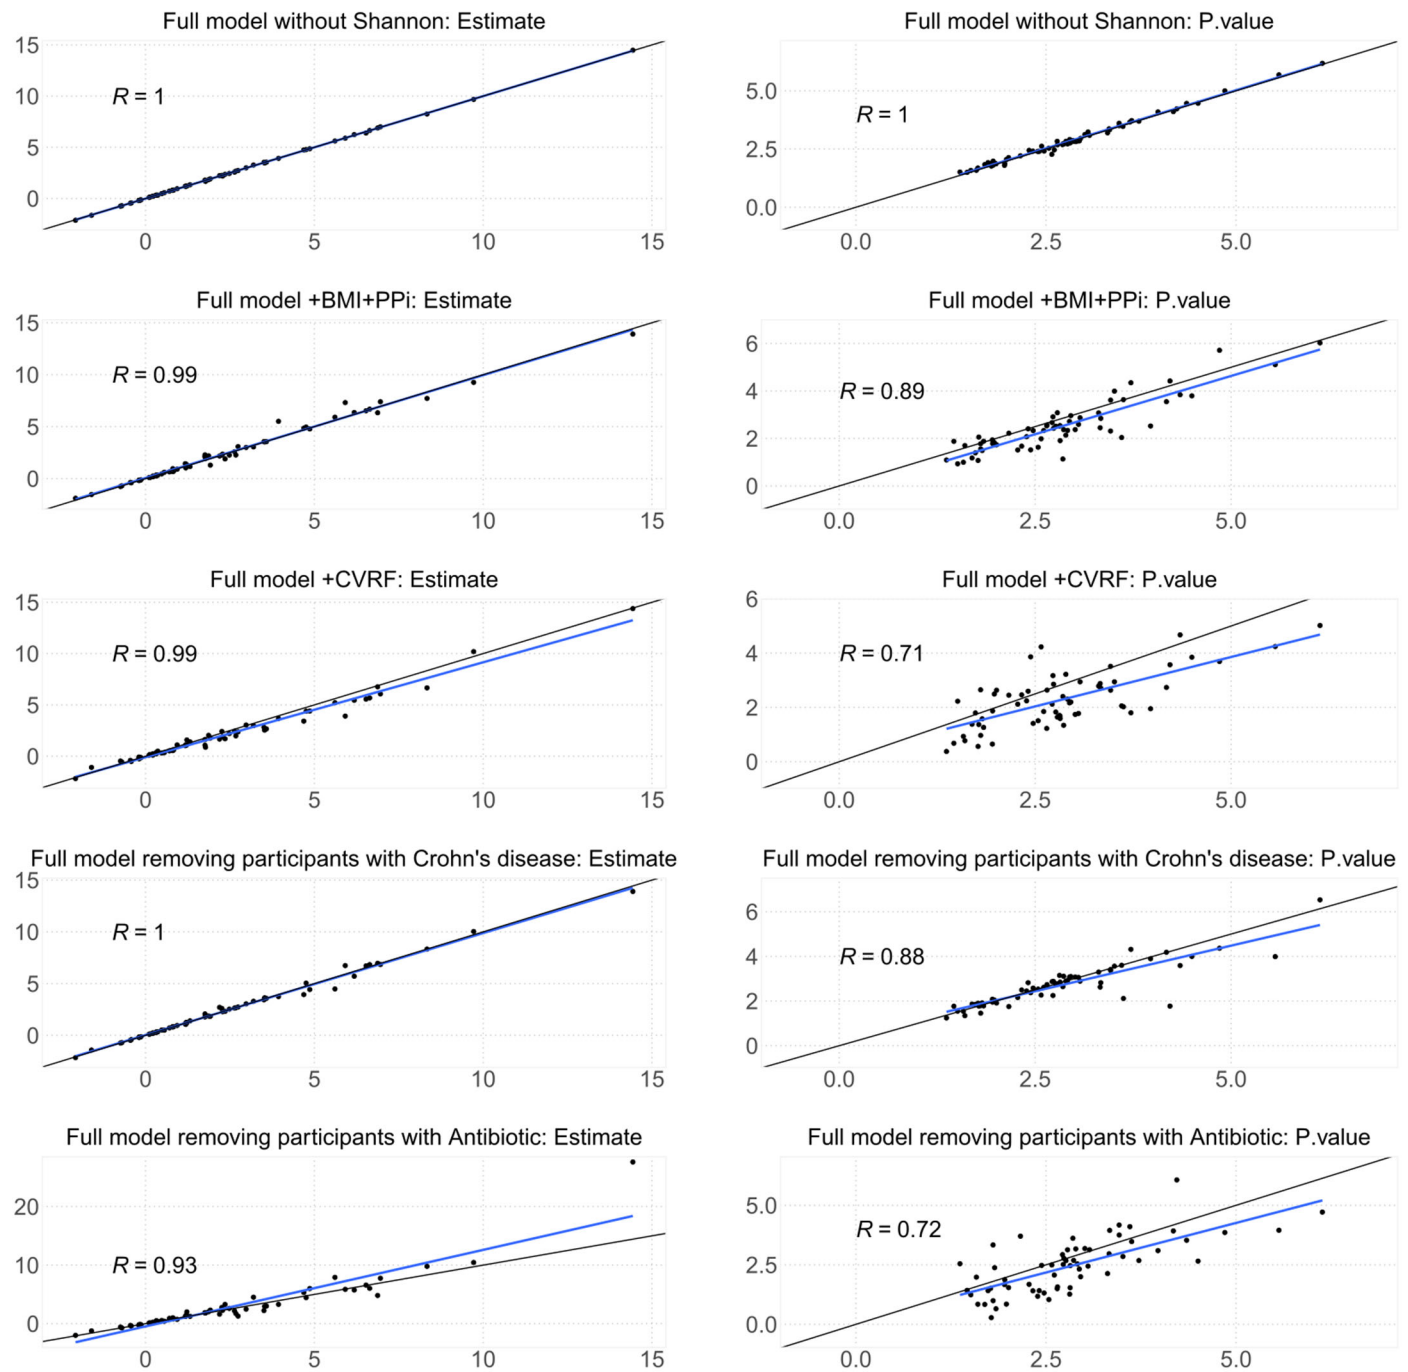 Full model without Shannon: Estimate
15
10
5
0
R = 1
0 5 10 15
Full model without Shannon: P.value
5.0
2.5
0.0
R = 1
0.0 2.5 5.0
Full model +BMI+PPi: Estimate
15
10
5
0
R = 0.99
0 5 10 15
Full model +BMI+PPi: P.value
6
4
2
0
R = 0.89
0.0 2.5 5.0
Full model +CVRF: Estimate
15
10
5
0
R = 0.99
0 5 10 15
Full model +CVRF: P.value
6
4
2
0
R = 0.71
0.0 2.5 5.0
Full model removing participants with Crohn's disease: Estimate
15
10
5
0
R = 1
0 5 10 15
Full model removing participants with Crohn's disease: P.value
6
4
2
0
R = 0.88
0.0 2.5 5.0
Full model removing participants with Antibiotic: Estimate
20
10
0
R = 0.93
0 5 10 15
Full model removing participants with Antibiotic: P.value
5.0
2.5
0.0
R = 0.72
0.0 2.5 5.0